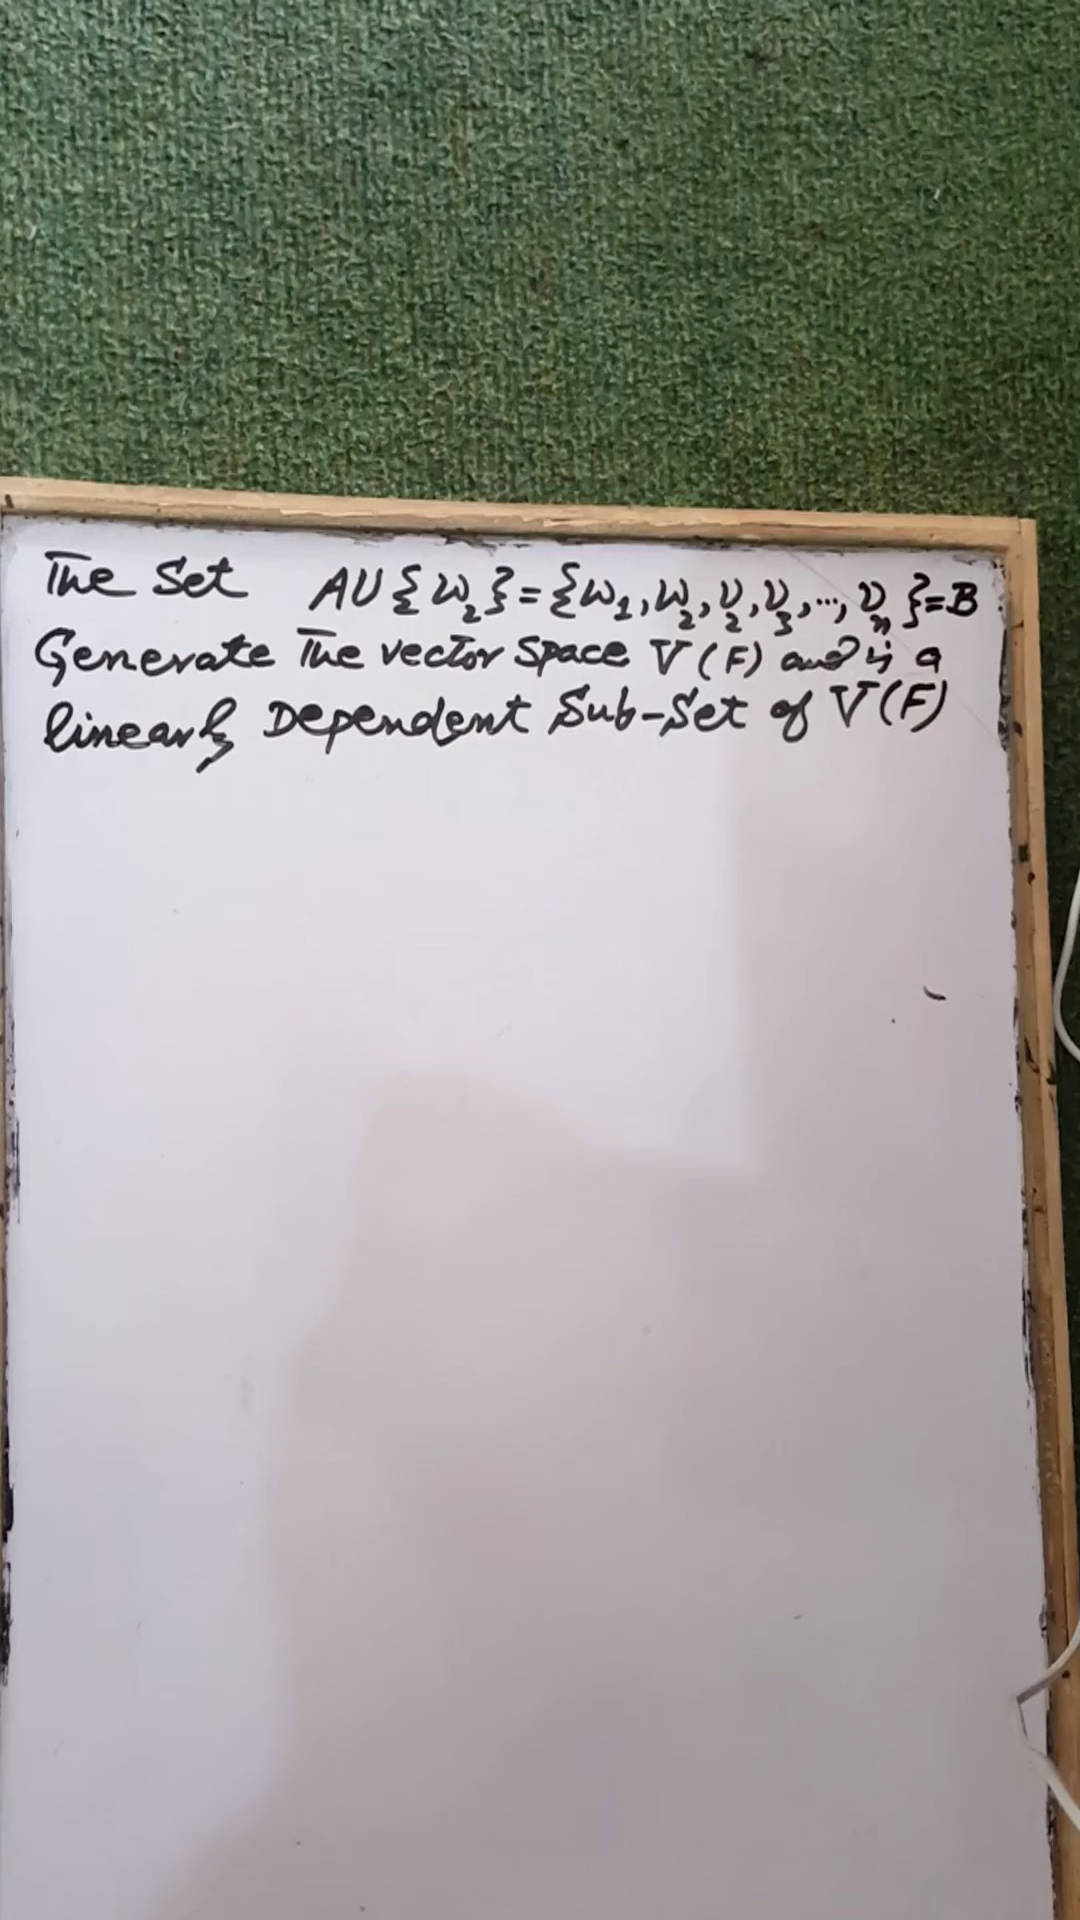 The Set AU{w₂}={w₁,w₂,v₂,v₃,...,vₙ}=B
Generate The vector space V(F) and is a
linearly Dependent Sub-Set of V(F)